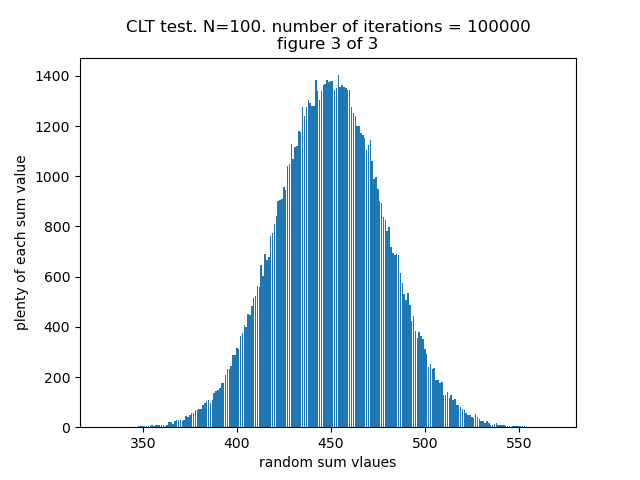 CLT test. N=100. number of iterations = 100000
figure 3 of 3
1400
1200
1000
800
600
400
200
0
plenty of each sum value
350 400 450 500 550
random sum vlaues